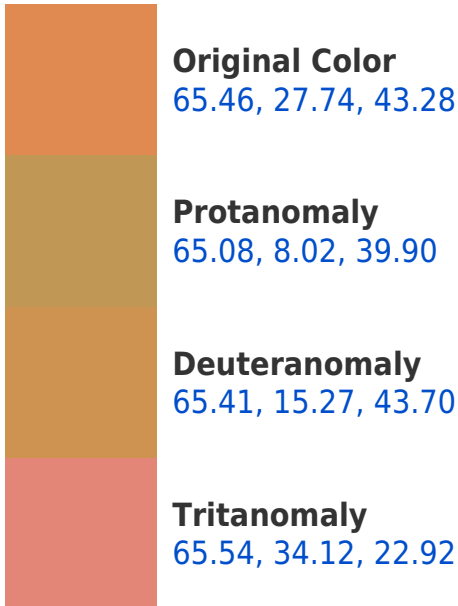 Original Color
65.46, 27.74, 43.28
Protanomaly
65.08, 8.02, 39.90
Deuteranomaly
65.41, 15.27, 43.70
Tritanomaly
65.54, 34.12, 22.92